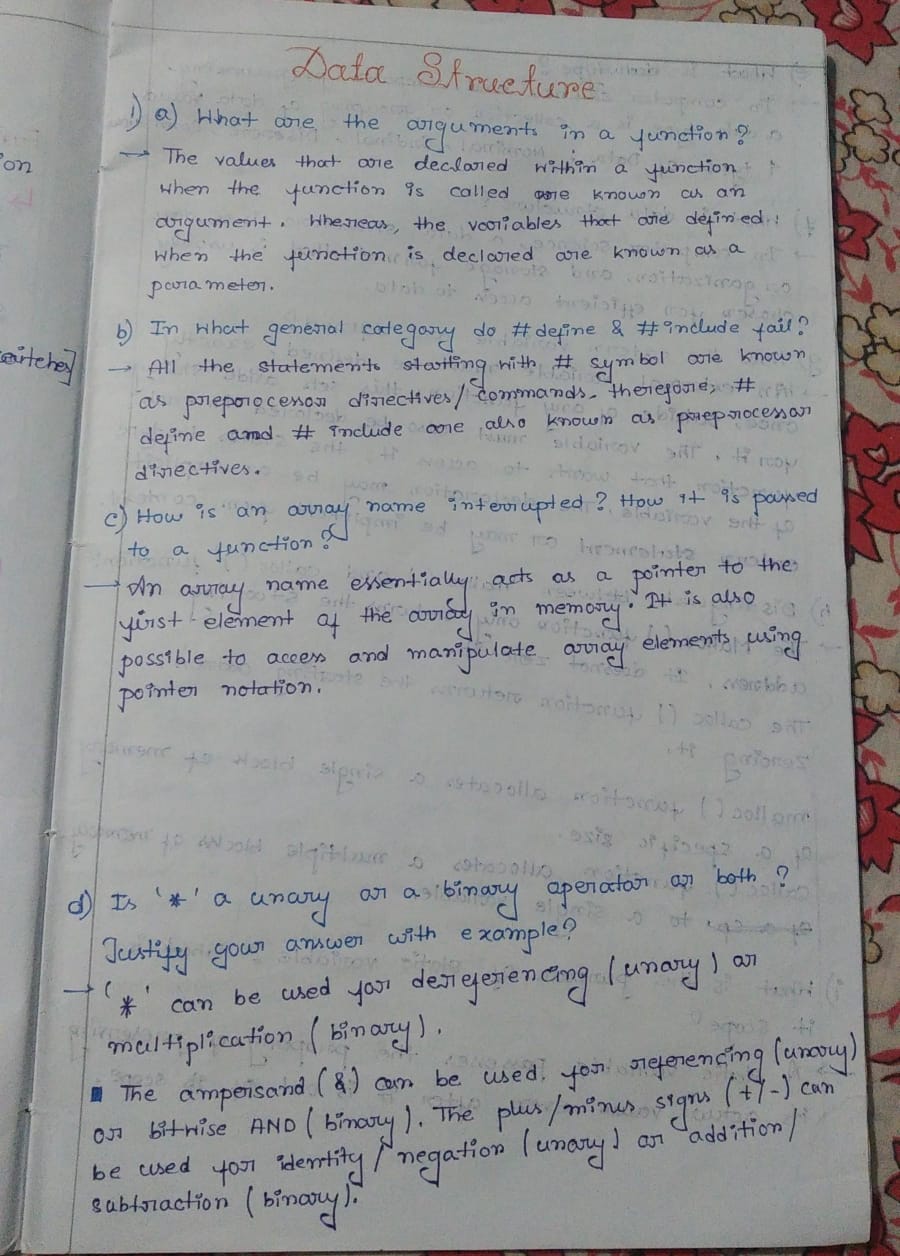 ion
eartches]
Data Structure
1) a) What are the arguments in a function?
→ The values that are declared within a function
when the function is called are known as an
argument. Whereas, the variables that are defined
when the function is declared are known as a
parameter.
b) In what general category do #define & #include fall?
→ All the statements starting with # symbol are known
as preporocessor directives/commands. therefore, #
define and # include are also known as preprocessor
directives.
c) How is an array name interrupted? How it is passed
to a function?
→ An array name essentially acts as a pointer to the
first element of the array in memory. It is also
possible to access and manipulate array elements using
pointer notation.
d) Is '*' a unary or a binary operator or both?
Justify your answer with example?
→ '*' can be used for dereferencing (unary) or
multiplication (binary).
▪ The ampersand (&) can be used for referencing (unary)
or bitwise AND (binary). The plus/minus signs (+/-) can
be used for identity/negation (unary) or addition/
subtraction (binary).